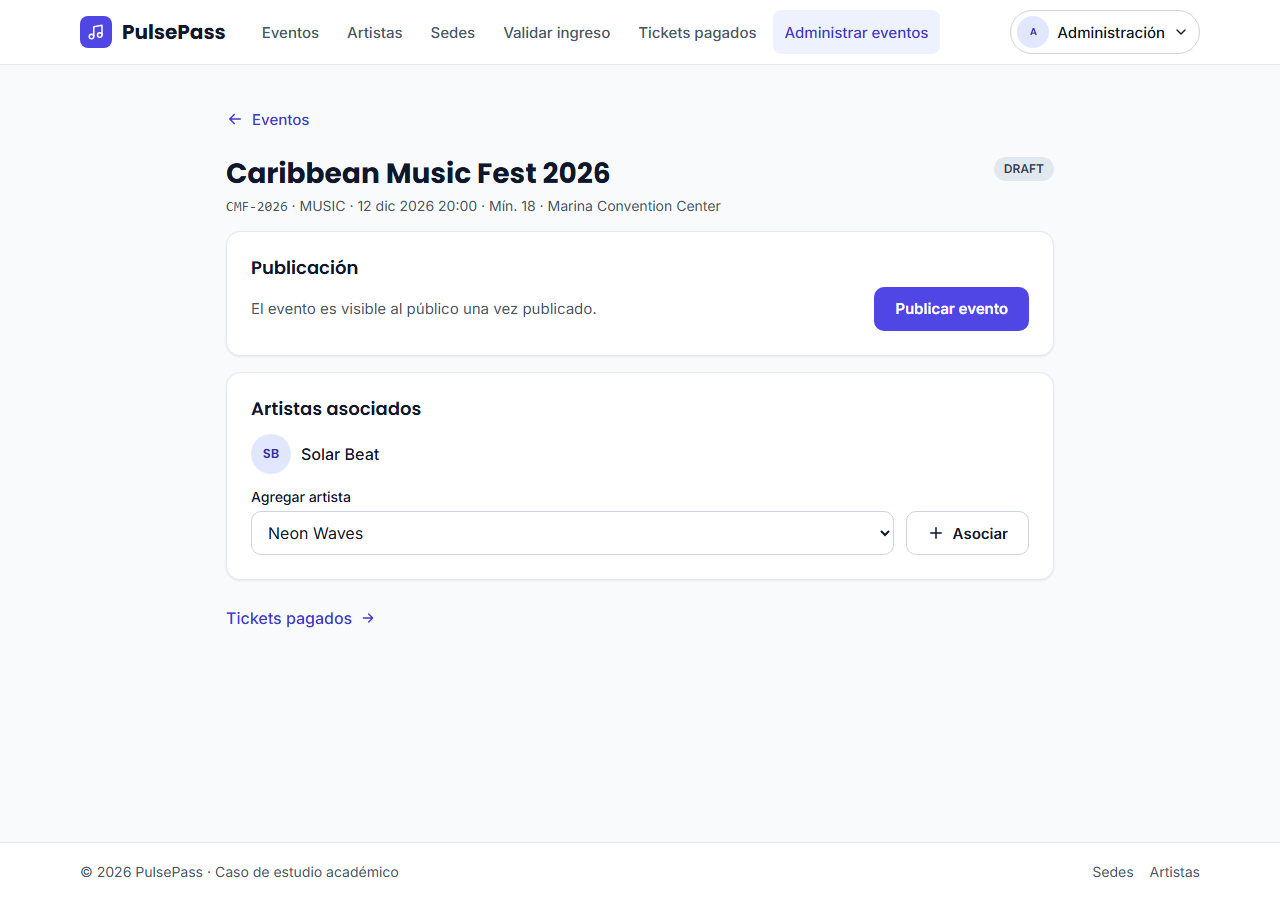 PulsePass
Eventos
Artistas
Sedes
Validar ingreso
Tickets pagados
Administrar eventos
A
Administración
← Eventos
Caribbean Music Fest 2026
DRAFT
CMF-2026 · MUSIC · 12 dic 2026 20:00 · Mín. 18 · Marina Convention Center
Publicación
El evento es visible al público una vez publicado.
Publicar evento
Artistas asociados
SB
Solar Beat
Agregar artista
Neon Waves
+ Asociar
Tickets pagados →
© 2026 PulsePass · Caso de estudio académico
Sedes
Artistas